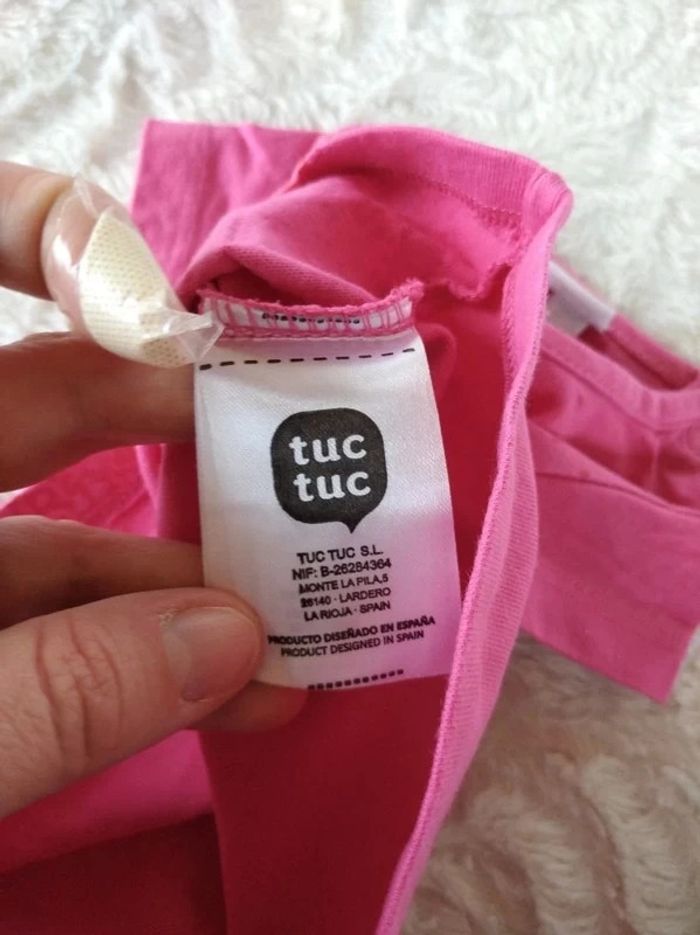 tuc
tuc
TUC TUC S.L.
NIF: B-26284364
MONTE LA PILA,5
26140 · LARDERO
LA RIOJA · SPAIN
PRODUCTO DISEÑADO EN ESPAÑA
PRODUCT DESIGNED IN SPAIN